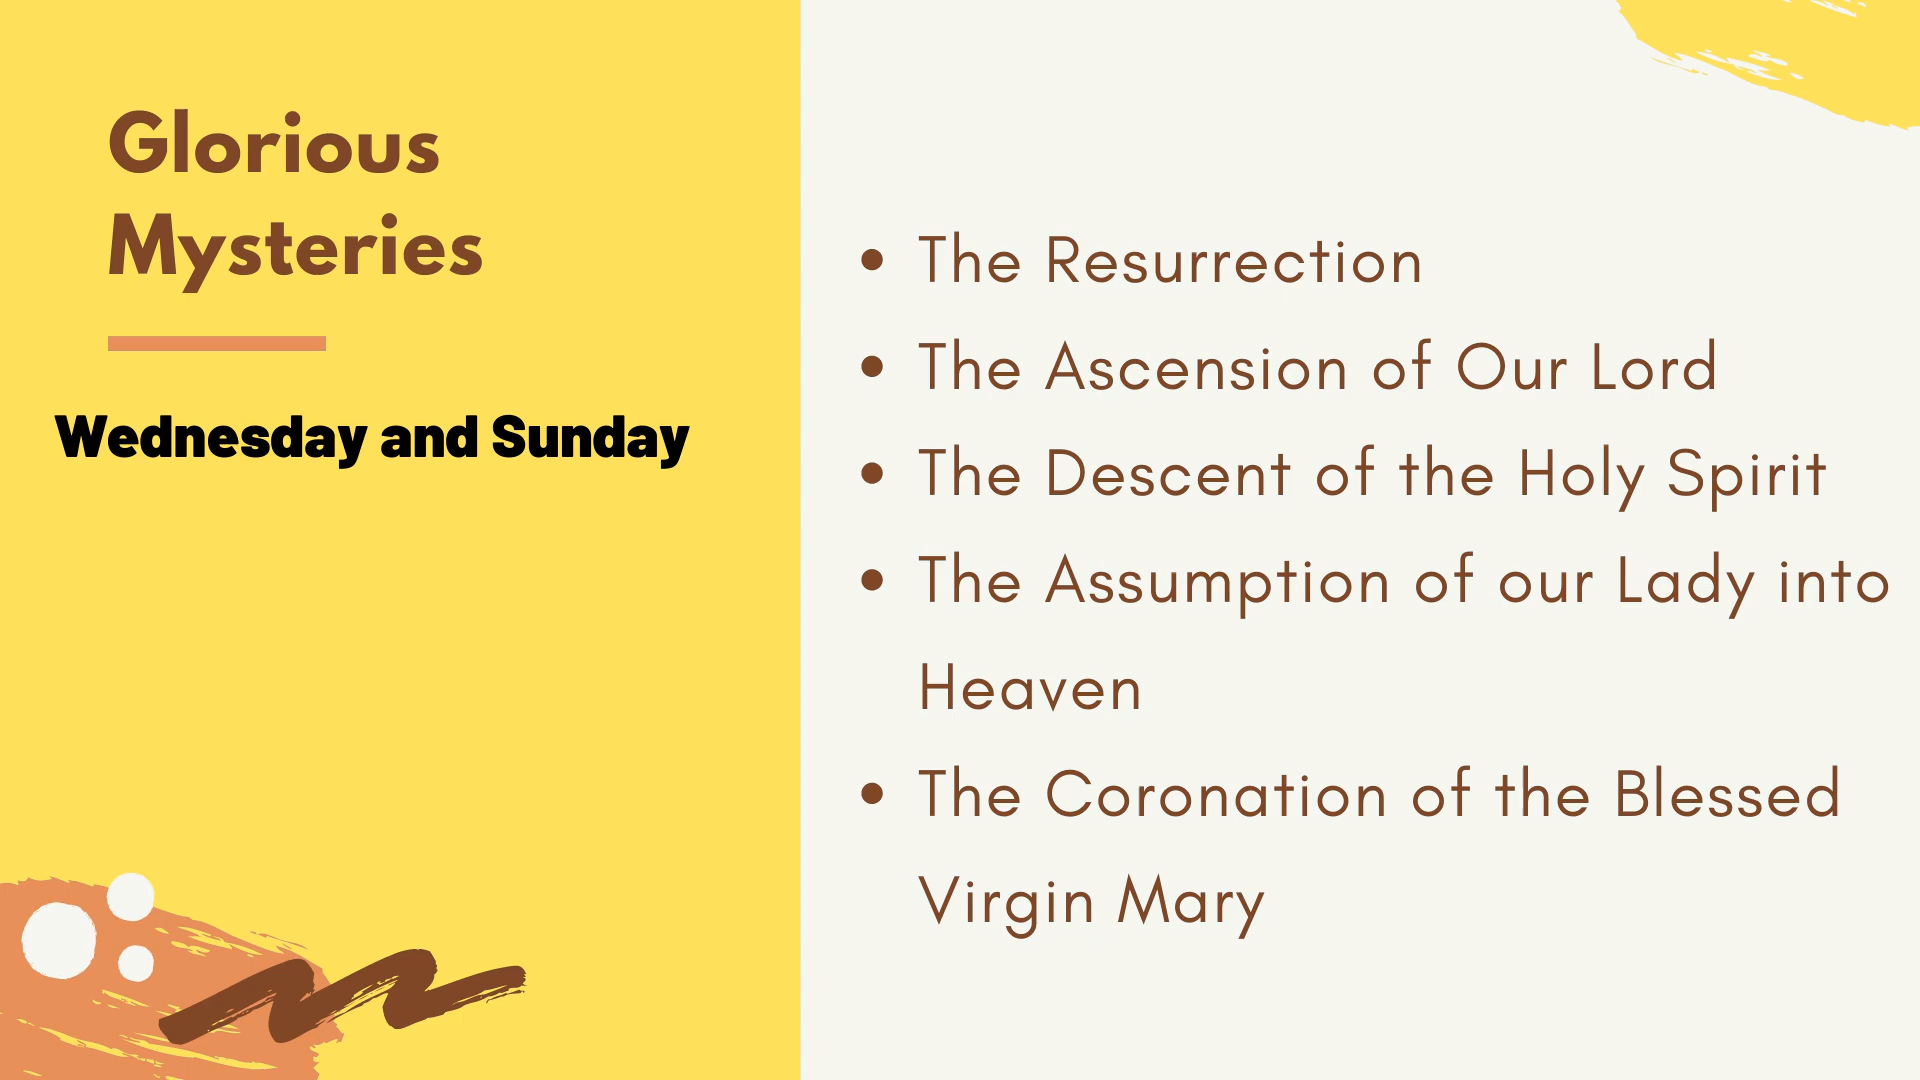 Glorious
Mysteries
Wednesday and Sunday
• The Resurrection
• The Ascension of Our Lord
• The Descent of the Holy Spirit
• The Assumption of our Lady into
Heaven
• The Coronation of the Blessed
Virgin Mary